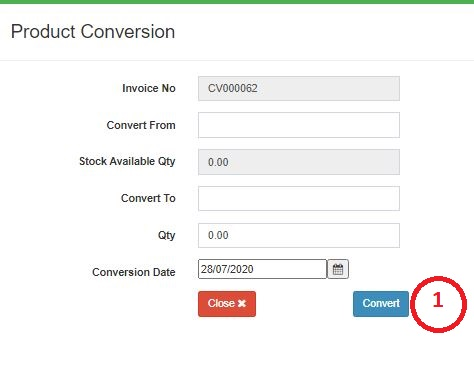 Product Conversion
Invoice No CV000062
Convert From
Stock Available Qty 0.00
Convert To
Qty 0.00
Conversion Date 28/07/2020
Close ✖ Convert 1